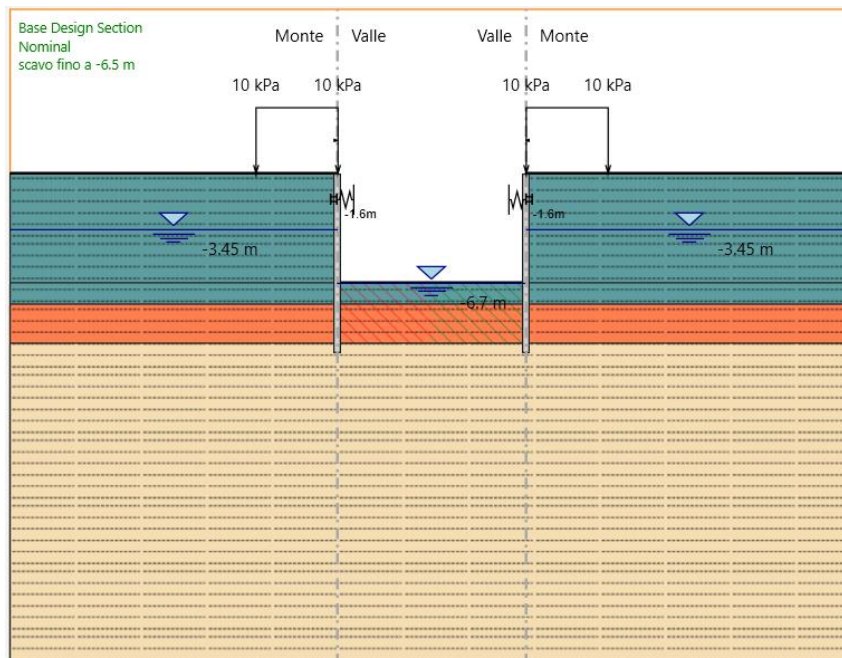 Base Design Section
Nominal
scavo fino a -6.5 m
Monte Valle Valle Monte
10 kPa 10 kPa 10 kPa 10 kPa
-1.6m -1.6m
-3.45 m -3.45 m
-6.7 m